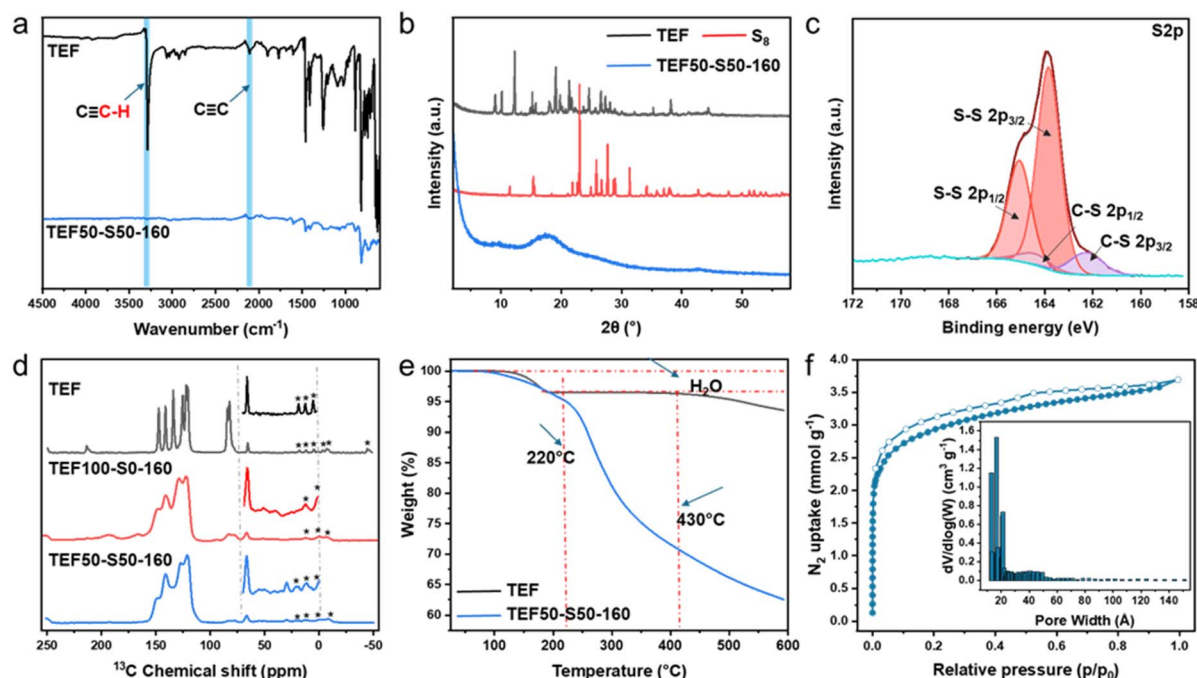 a
TEF
C≡C-H
C≡C
TEF50-S50-160
4500 4000 3500 3000 2500 2000 1500 1000
Wavenumber (cm-1)
b
TEF
S8
TEF50-S50-160
Intensity (a.u.)
10 20 30 40 50
2θ (°)
c
S2p
S-S 2p3/2
S-S 2p1/2
C-S 2p1/2
C-S 2p3/2
Intensity (a.u.)
172 170 168 166 164 162 160 158
Binding energy (eV)
d
TEF
TEF100-S0-160
TEF50-S50-160
250 200 150 100 50 0 -50
13C Chemical shift (ppm)
e
100
95
90
85
80
75
70
65
60
Weight (%)
H2O
220°C
430°C
TEF
TEF50-S50-160
100 200 300 400 500 600
Temperature (°C)
f
4.0
3.5
3.0
2.5
2.0
1.5
1.0
0.5
0.0
N2 uptake (mmol g-1)
1.8
1.6
1.4
1.2
1.0
0.8
0.6
0.4
0.2
0.0
dV/dlog(W) (cm3 g-1)
20 40 60 80 100 120 140
Pore Width (Å)
0.0 0.2 0.4 0.6 0.8 1.0
Relative pressure (p/p0)